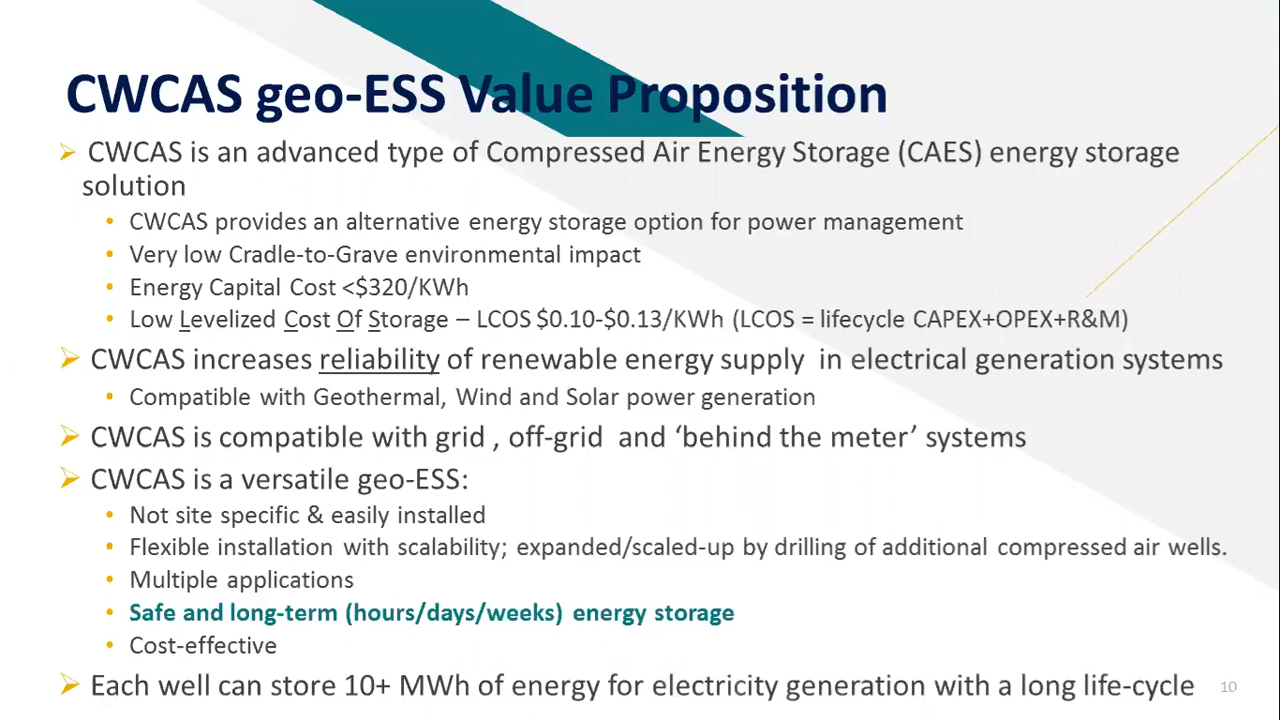 CWCAS geo-ESS Value Proposition
➢ CWCAS is an advanced type of Compressed Air Energy Storage (CAES) energy storage
solution
• CWCAS provides an alternative energy storage option for power management
• Very low Cradle-to-Grave environmental impact
• Energy Capital Cost <$320/KWh
• Low Levelized Cost Of Storage – LCOS $0.10-$0.13/KWh (LCOS = lifecycle CAPEX+OPEX+R&M)
➢ CWCAS increases reliability of renewable energy supply in electrical generation systems
• Compatible with Geothermal, Wind and Solar power generation
➢ CWCAS is compatible with grid , off-grid and ‘behind the meter’ systems
➢ CWCAS is a versatile geo-ESS:
• Not site specific & easily installed
• Flexible installation with scalability; expanded/scaled-up by drilling of additional compressed air wells.
• Multiple applications
• Safe and long-term (hours/days/weeks) energy storage
• Cost-effective
➢ Each well can store 10+ MWh of energy for electricity generation with a long life-cycle
10